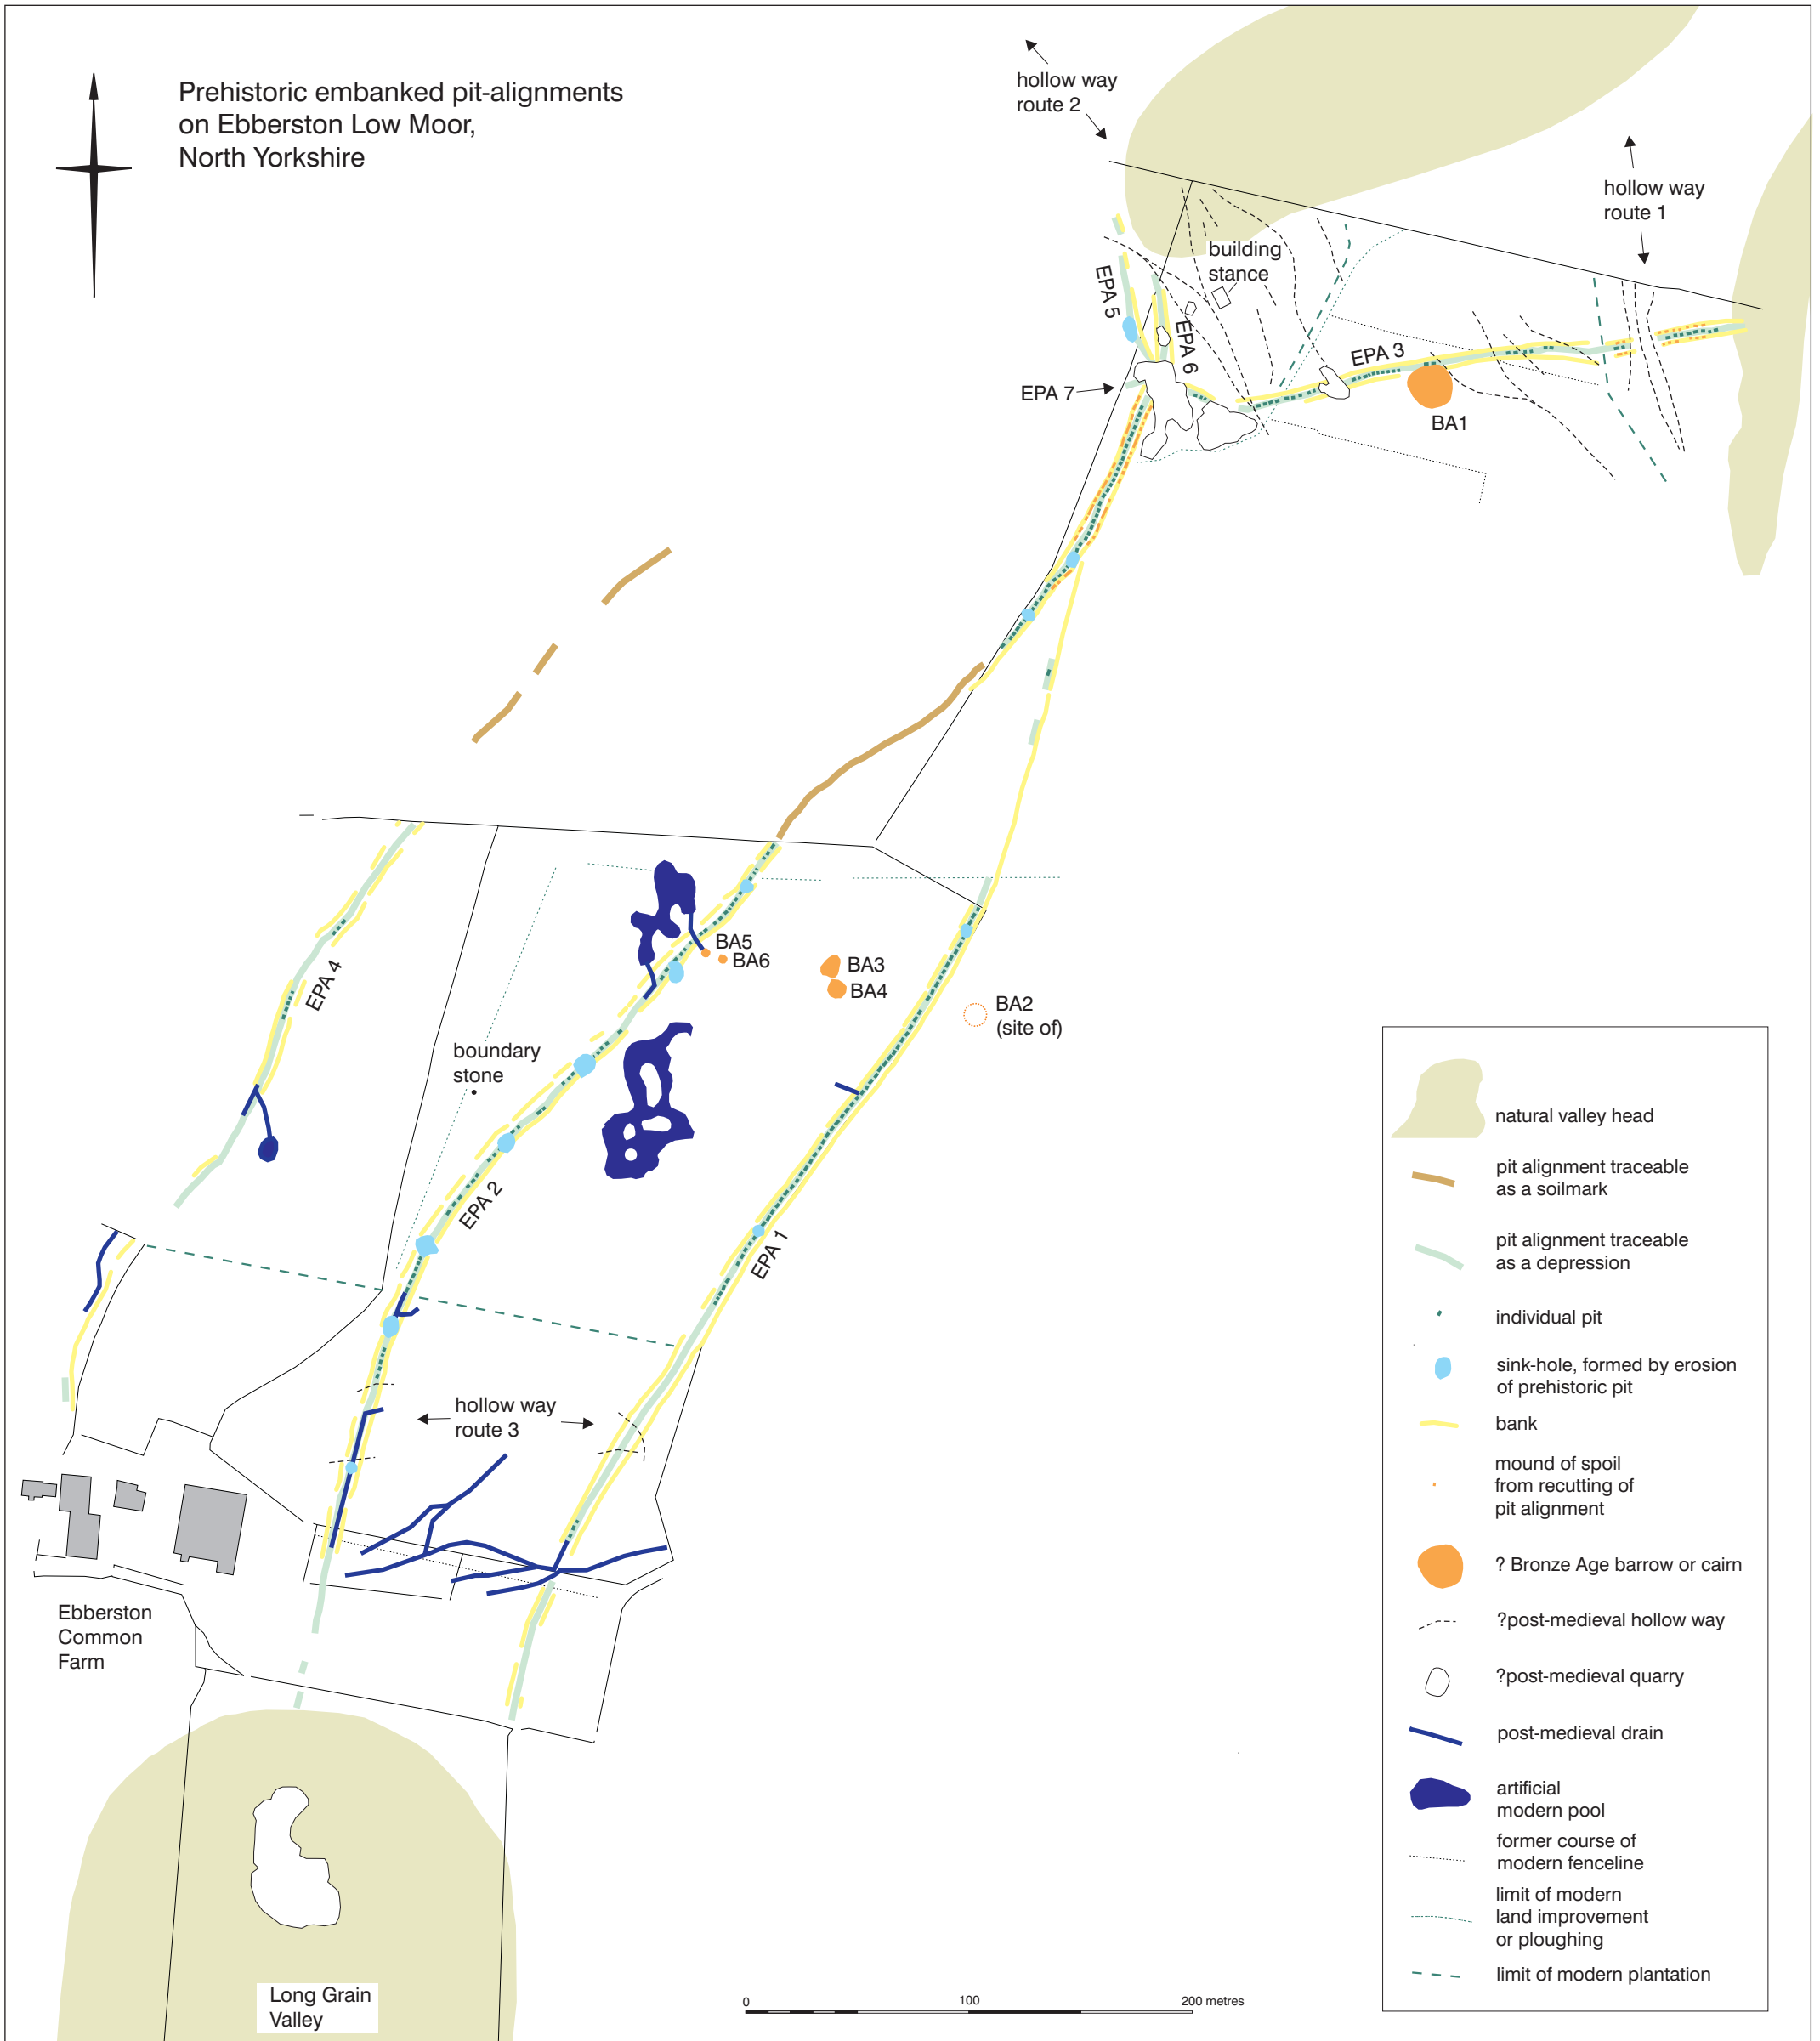 Prehistoric embanked pit-alignments
on Ebberston Low Moor,
North Yorkshire
hollow way
route 2
hollow way
route 1
building
stance
EPA 5
EPA 6
EPA 3
EPA 7
BA1
BA5
BA6
BA3
BA4
BA2
(site of)
EPA 4
boundary
stone
EPA 2
EPA 1
hollow way
route 3
Ebberston
Common
Farm
Long Grain
Valley
0
100
200 metres
natural valley head
pit alignment traceable
as a soilmark
pit alignment traceable
as a depression
individual pit
sink-hole, formed by erosion
of prehistoric pit
bank
mound of spoil
from recutting of
pit alignment
? Bronze Age barrow or cairn
?post-medieval hollow way
?post-medieval quarry
post-medieval drain
artificial
modern pool
former course of
modern fenceline
limit of modern
land improvement
or ploughing
limit of modern plantation